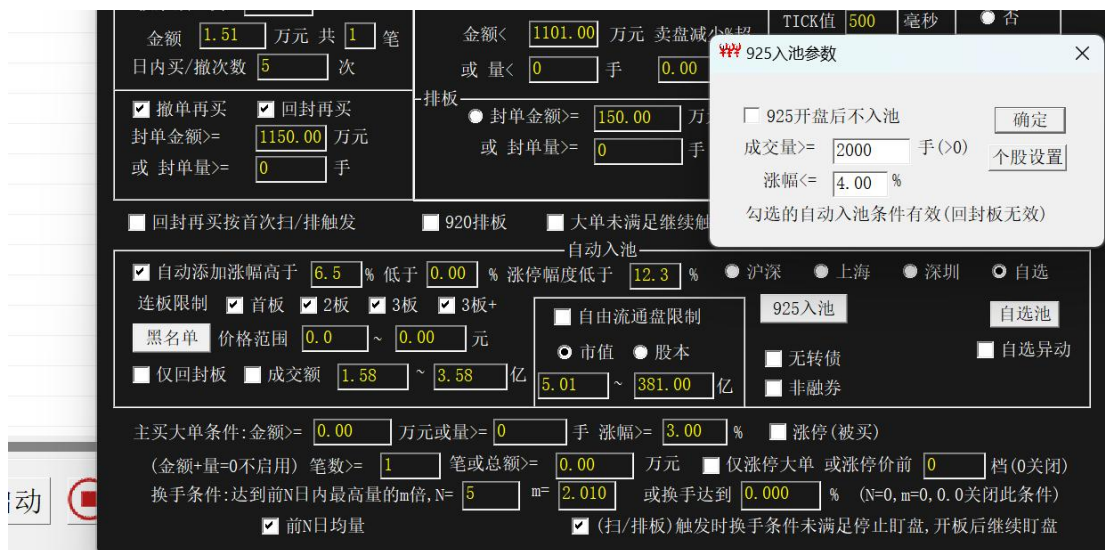 金额 1.51 万元 共 1 笔
日内买/撤次数 5 次
撤单再买 回封再买
封单金额>= 1150.00 万元
或 封单量>= 0 手
金额< 1101.00 万元 卖盘减少%超
或 量< 0 手 0.00
TICK值 500 毫秒
否
排板
封单金额>= 150.00 万
或 封单量>= 0 手
925入池参数
925开盘后不入池 确定
成交量>= 2000 手(>0) 个股设置
涨幅<= 4.00 %
勾选的自动入池条件有效(回封板无效)
回封再买按首次扫/排触发 920排板 大单未满足继续触
自动入池
自动添加涨幅高于 6.5 % 低于 0.00 % 涨停幅度低于 12.3 % 沪深 上海 深圳 自选
连板限制 首板 2板 3板 3板+
黑名单 价格范围 0.0 ~ 0.00 元
仅回封板 成交额 1.58 ~ 3.58 亿
自由流通盘限制
市值 股本
5.01 ~ 381.00 亿
925入池 自选池
无转债 自选异动
非融券
主买大单条件:金额>= 0.00 万元或量>= 0 手 涨幅>= 3.00 % 涨停(被买)
(金额+量=0不启用) 笔数>= 1 笔或总额>= 0.00 万元 仅涨停大单 或涨停价前 0 档(0关闭)
换手条件:达到前N日内最高量的m倍,N= 5 m= 2.010 或换手达到 0.000 % (N=0,m=0,0.0关闭此条件)
前N日均量 (扫/排板)触发时换手条件未满足停止盯盘,开板后继续盯盘
动